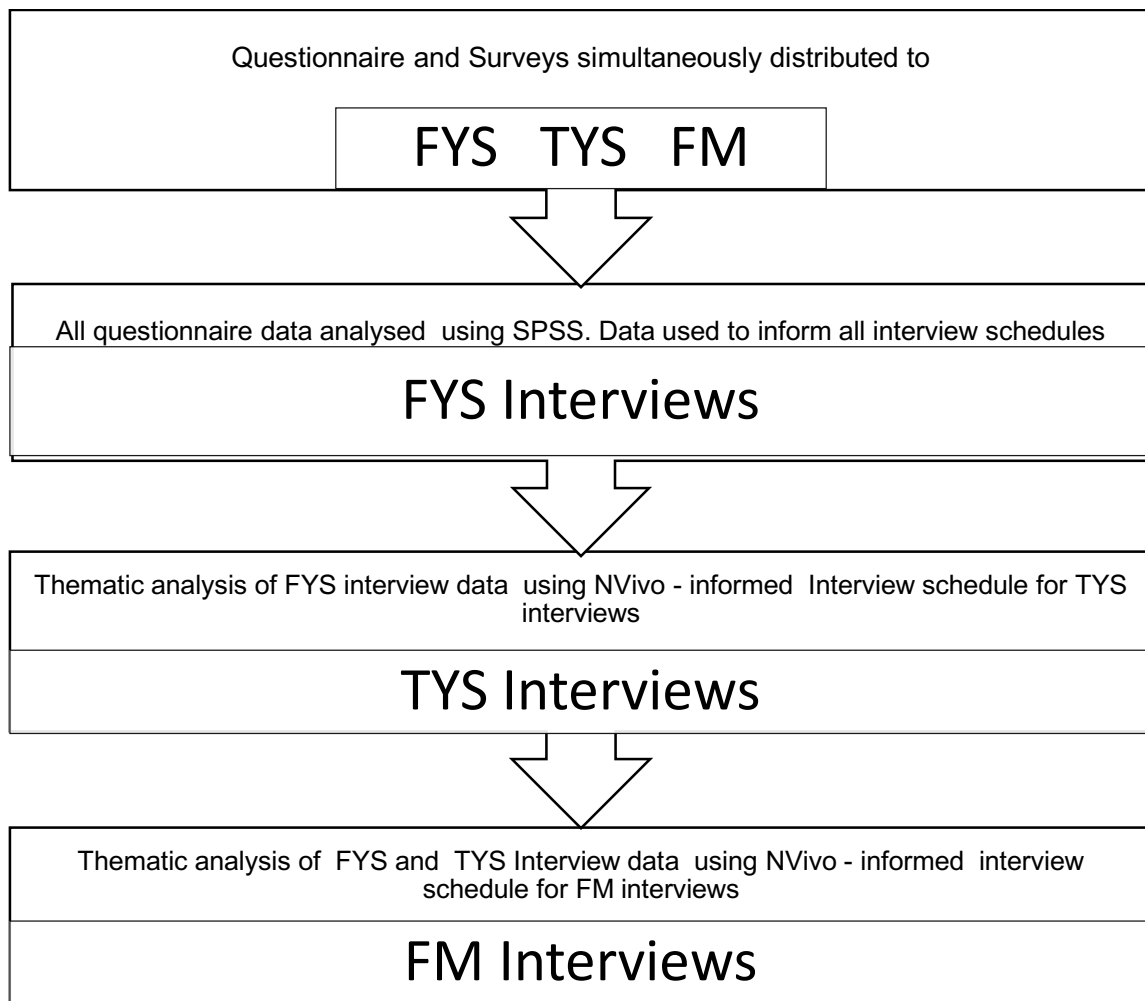 Questionnaire and Surveys simultaneously distributed to
FYS TYS FM
All questionnaire data analysed using SPSS. Data used to inform all interview schedules
FYS Interviews
Thematic analysis of FYS interview data using NVivo - informed Interview schedule for TYS
interviews
TYS Interviews
Thematic analysis of FYS and TYS Interview data using NVivo - informed interview
schedule for FM interviews
FM Interviews